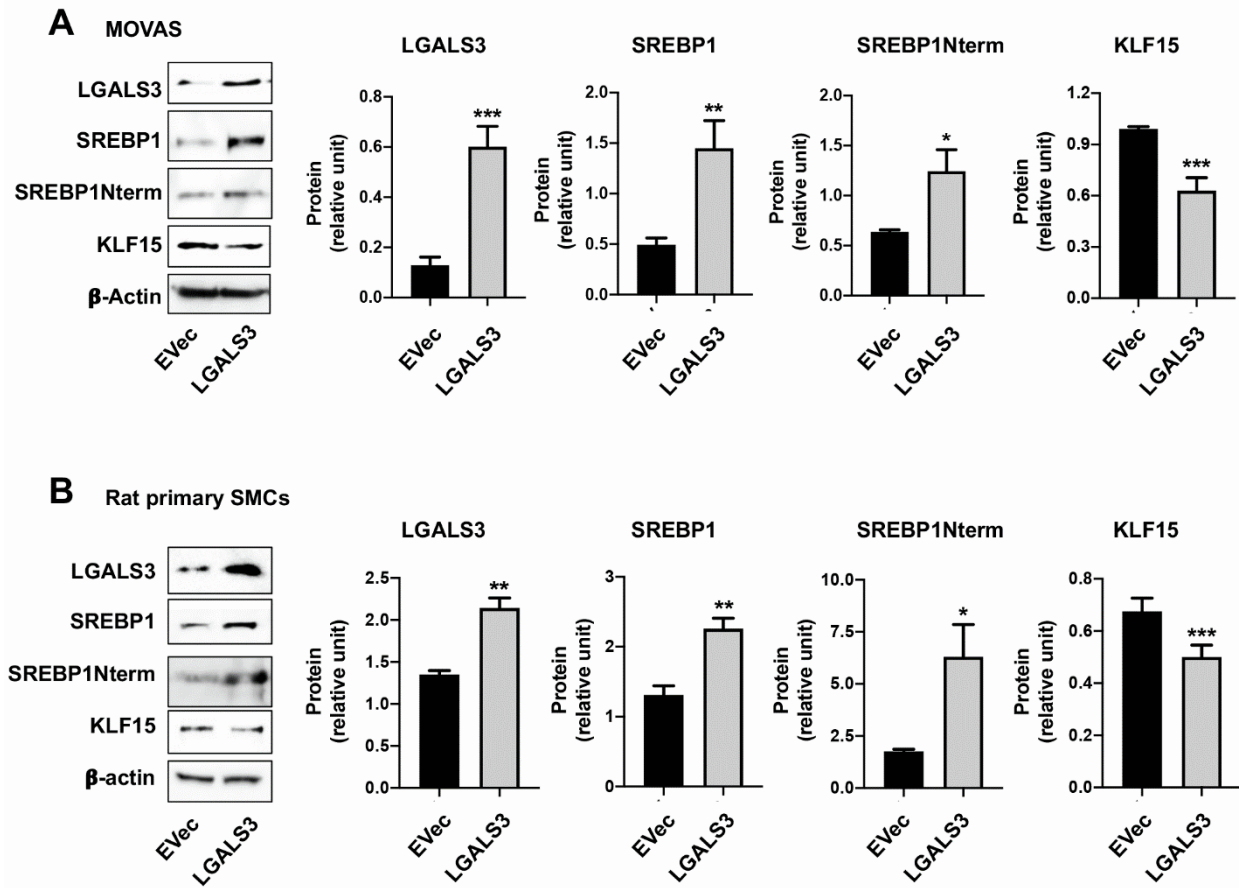 A MOVAS
LGALS3
SREBP1
SREBP1Nterm
KLF15
β-Actin
EVec
LGALS3
LGALS3
Protein
(relative unit)
0.8
0.6
0.4
0.2
0.0
***
EVec
LGALS3
SREBP1
Protein
(relative unit)
2.0
1.5
1.0
0.5
0.0
**
EVec
LGALS3
SREBP1Nterm
Protein
(relative unit)
2.0
1.5
1.0
0.5
0.0
*
EVec
LGALS3
KLF15
Protein
(relative unit)
1.2
0.9
0.6
0.3
0.0
***
EVec
LGALS3
B Rat primary SMCs
LGALS3
SREBP1
SREBP1Nterm
KLF15
β-actin
EVec
LGALS3
LGALS3
Protein
(relative unit)
2.5
2.0
1.5
1.0
0.5
0.0
**
EVec
LGALS3
SREBP1
Protein
(relative unit)
3
2
1
0
**
EVec
LGALS3
SREBP1Nterm
Protein
(relative unit)
10.0
7.5
5.0
2.5
0.0
*
EVec
LGALS3
KLF15
Protein
(relative unit)
0.8
0.6
0.4
0.2
0.0
***
EVec
LGALS3